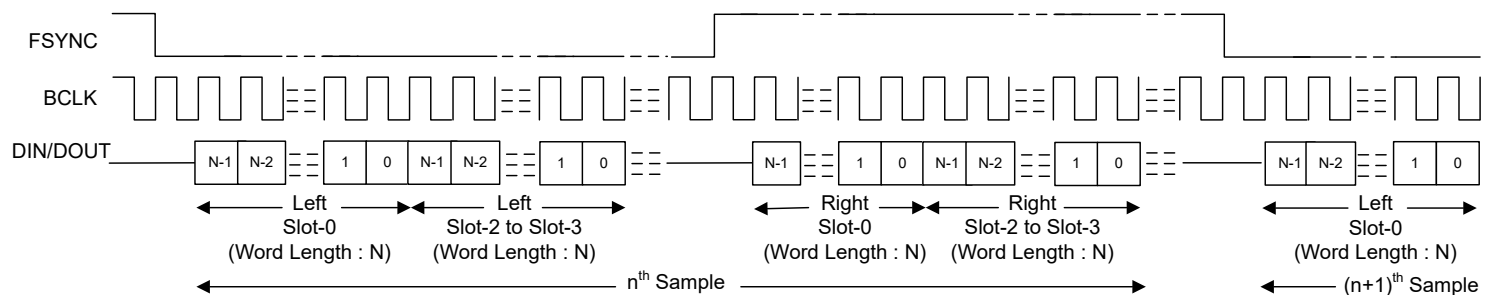 FSYNC
BCLK
DIN/DOUT
N-1 N-2 1 0 N-1 N-2 1 0 N-1 1 0 N-1 N-2 1 0 N-1 N-2 1 0
Left Left Right Right Left
Slot-0 Slot-2 to Slot-3 Slot-0 Slot-2 to Slot-3 Slot-0
(Word Length : N) (Word Length : N) (Word Length : N) (Word Length : N) (Word Length : N)
nth Sample (n+1)th Sample